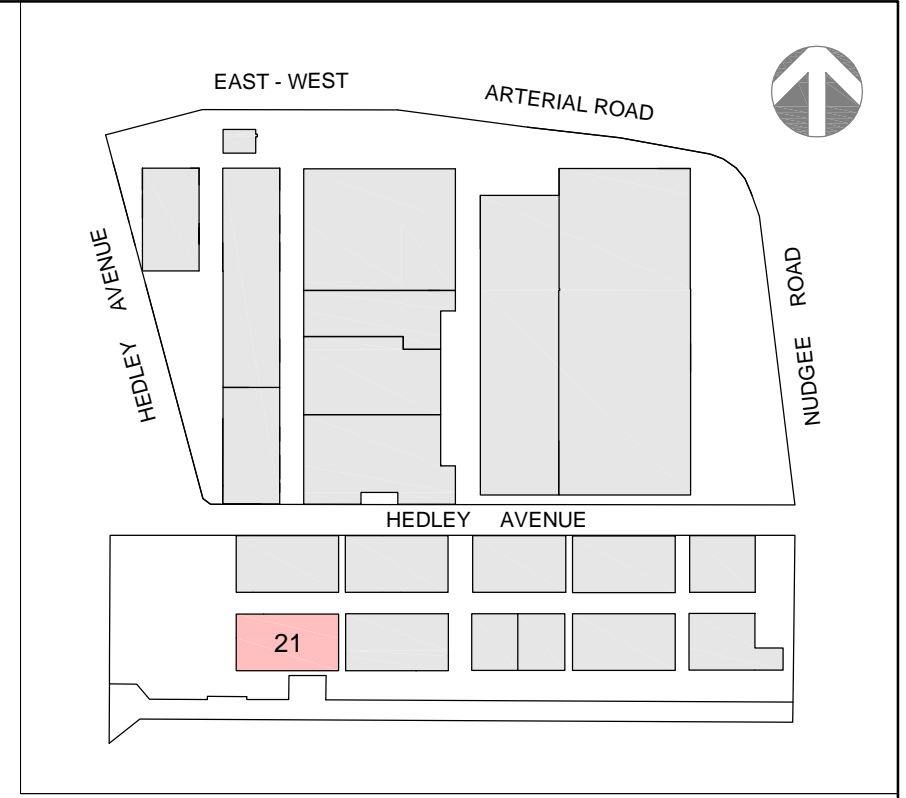 EAST - WEST
ARTERIAL ROAD
HEDLEY AVENUE
NUDGEE ROAD
HEDLEY AVENUE
21